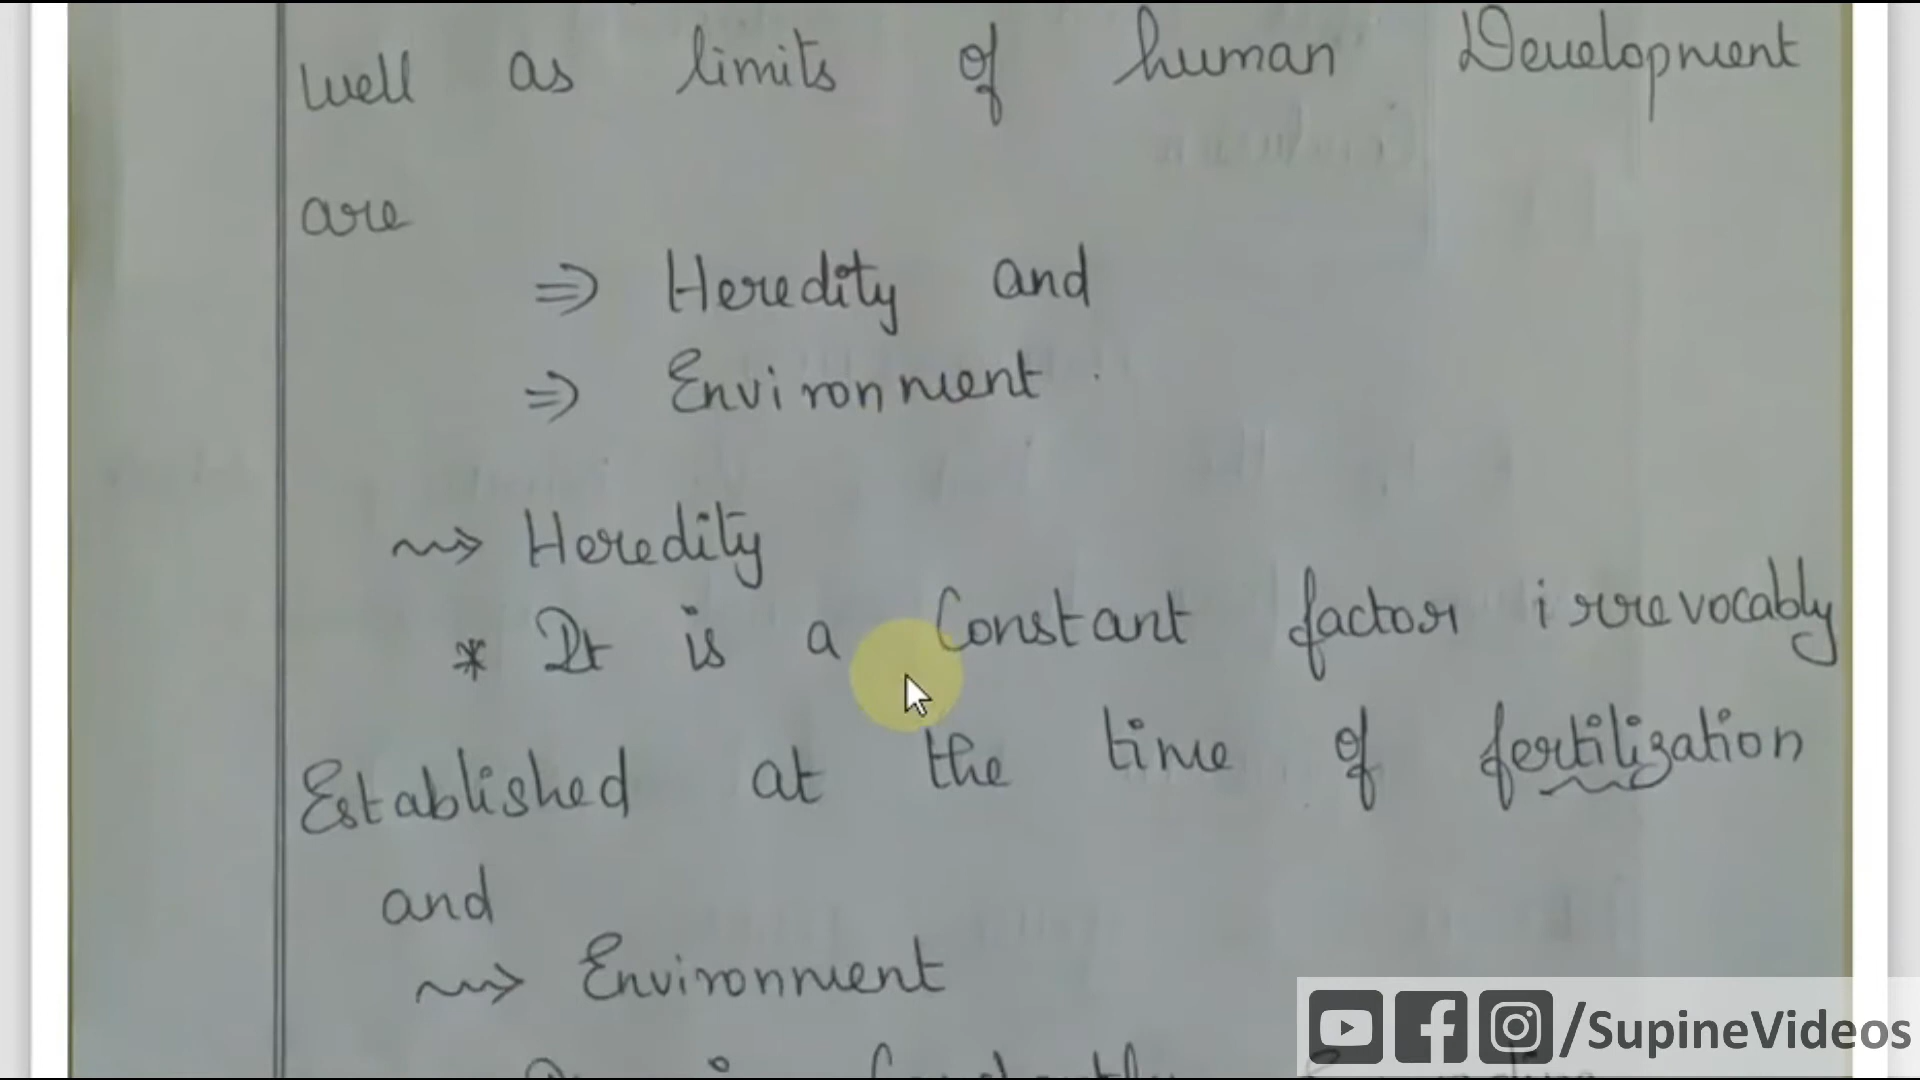 well as limits of human Development
are
⇒ Heredity and
⇒ Environment .
⇝ Heredity
* It is a Constant factor irrevocably
Established at the time of fertilization
and
⇝ Environment
/SupineVideos